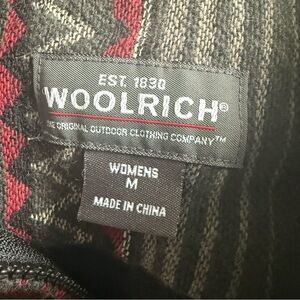 EST. 1830
WOOLRICH®
THE ORIGINAL OUTDOOR CLOTHING COMPANY™
WOMENS
M
MADE IN CHINA